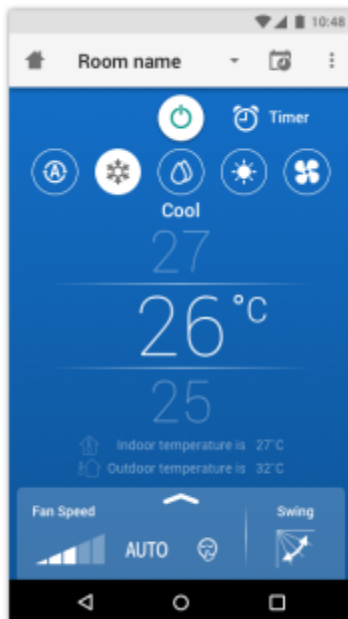 10:48
Room name
Timer
A
Cool
27
26 °C
25
Indoor temperature is 27°C
Outdoor temperature is 32°C
Fan Speed
Swing
AUTO